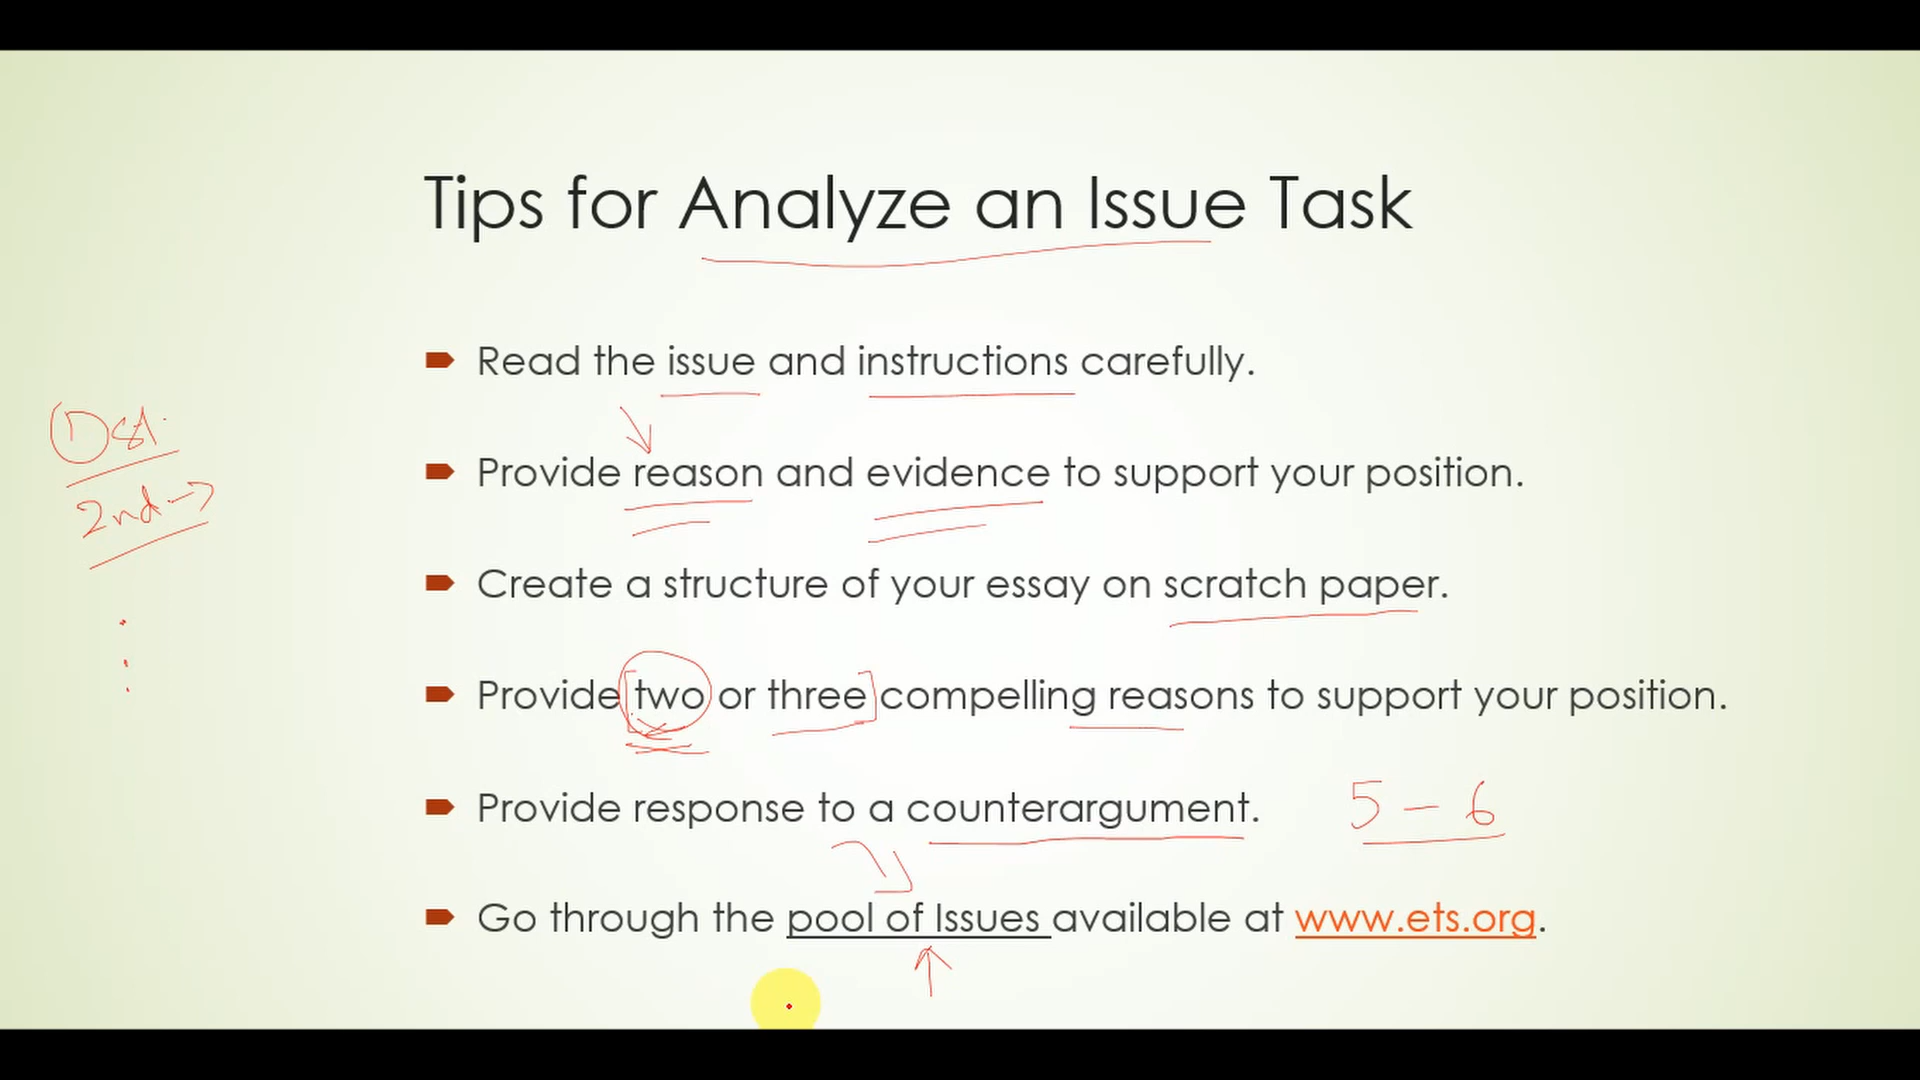 Tips for Analyze an Issue Task
Read the issue and instructions carefully.
Provide reason and evidence to support your position.
2nd →
Create a structure of your essay on scratch paper.
Provide two or three compelling reasons to support your position.
Provide response to a counterargument. 5 - 6
Go through the pool of Issues available at www.ets.org.